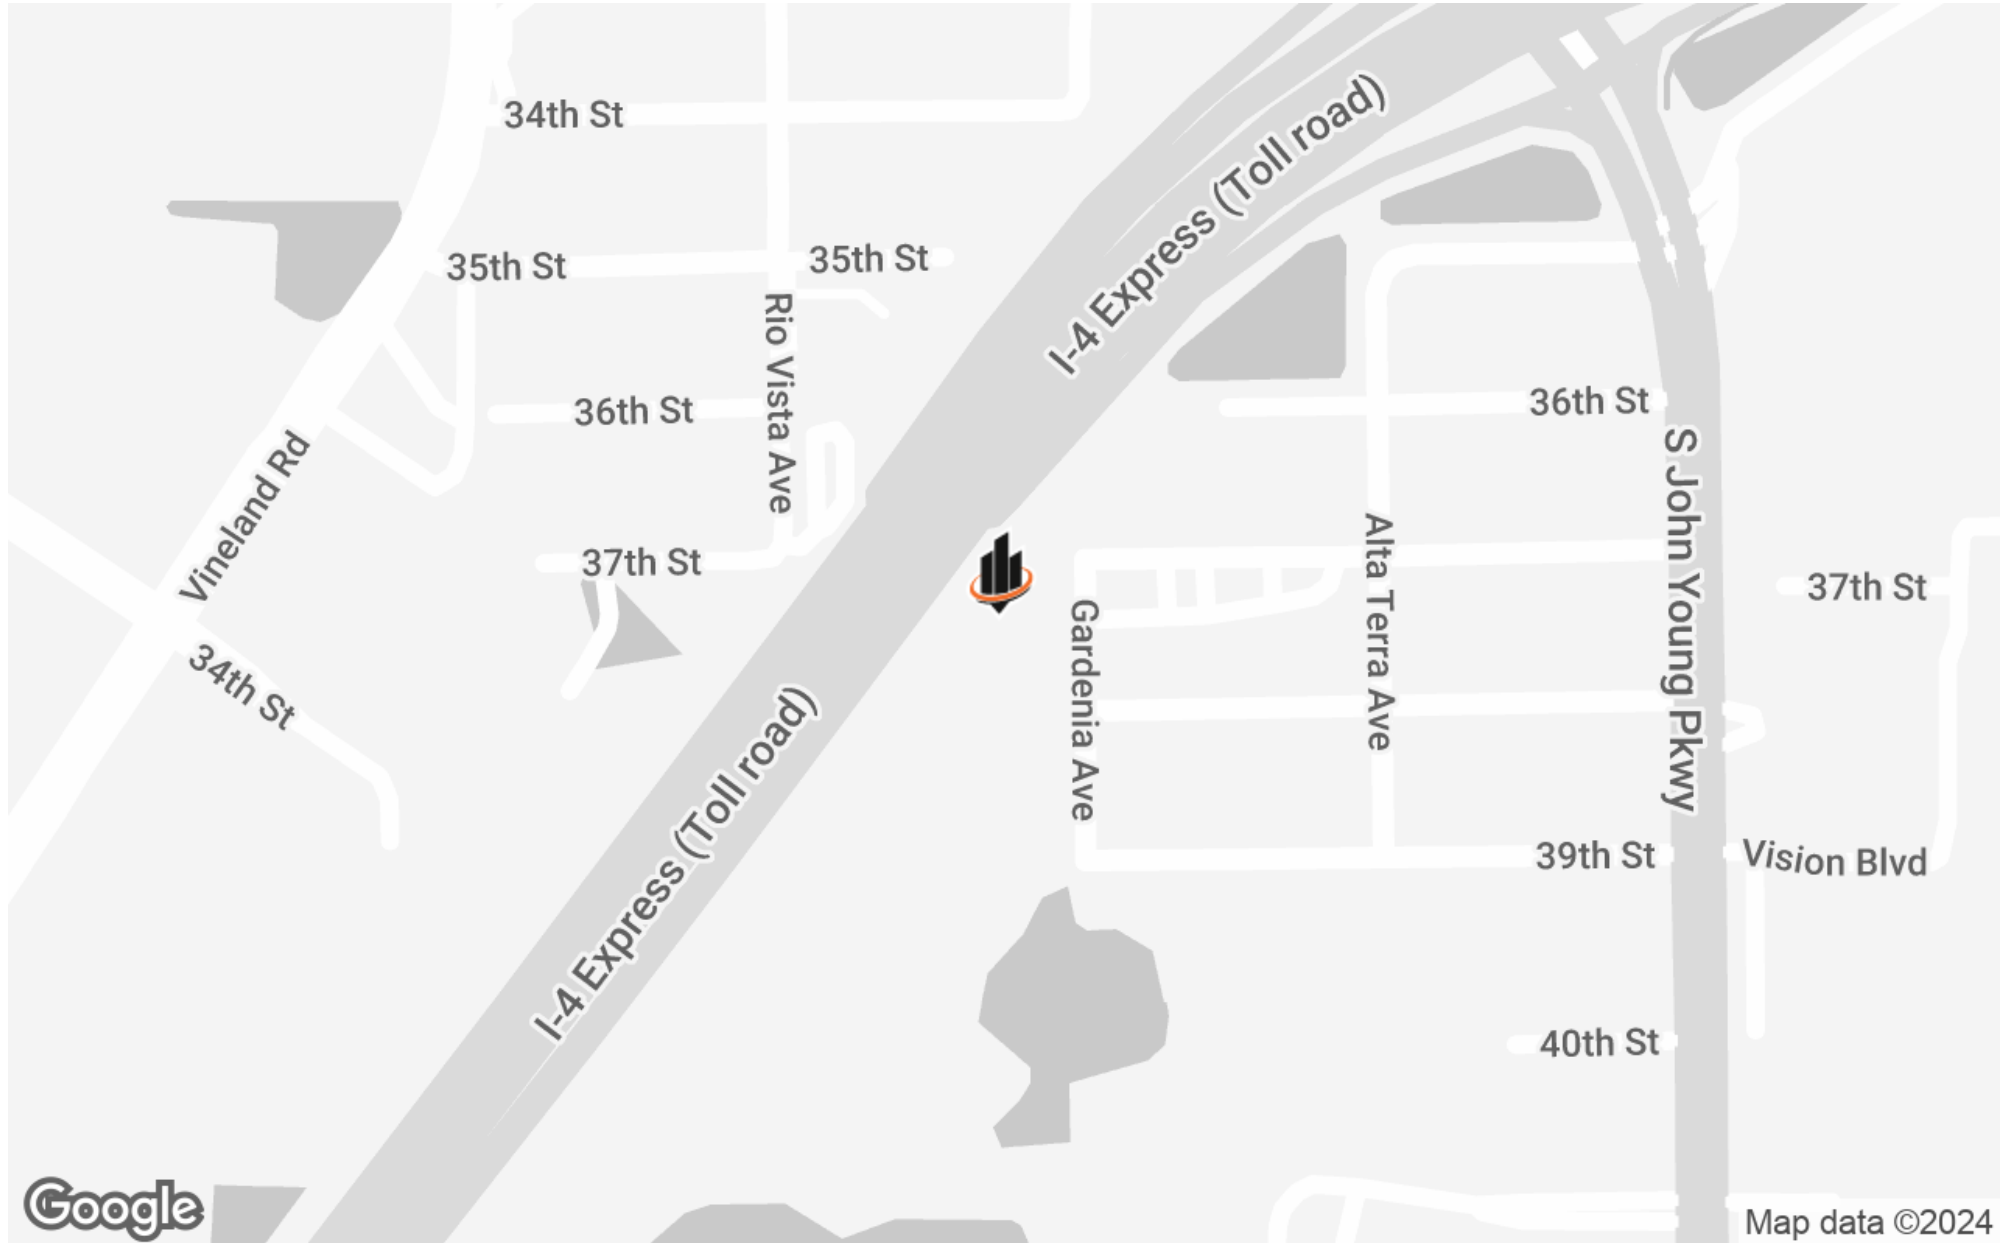 34th St
I-4 Express (Toll road)
35th St
35th St
Rio Vista Ave
36th St
36th St
Vineland Rd
S John Young Pkwy
37th St
Alta Terra Ave
37th St
Gardenia Ave
34th St
I-4 Express (Toll road)
39th St
Vision Blvd
40th St
Google
Map data ©2024